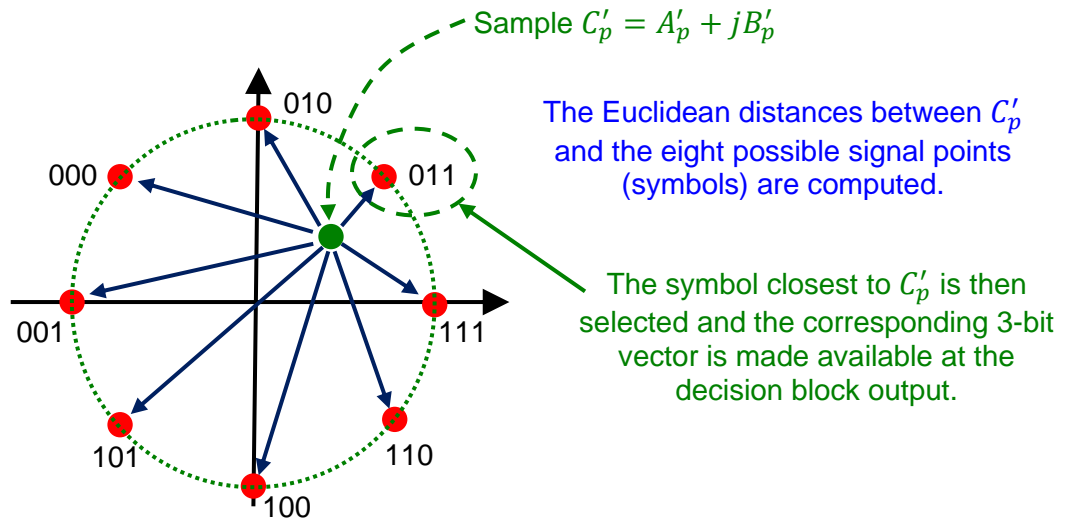 Sample C′ₚ = A′ₚ + jB′ₚ
010
The Euclidean distances between C′ₚ
and the eight possible signal points
(symbols) are computed.
000
011
001
111
The symbol closest to C′ₚ is then
selected and the corresponding 3-bit
vector is made available at the
decision block output.
101
110
100